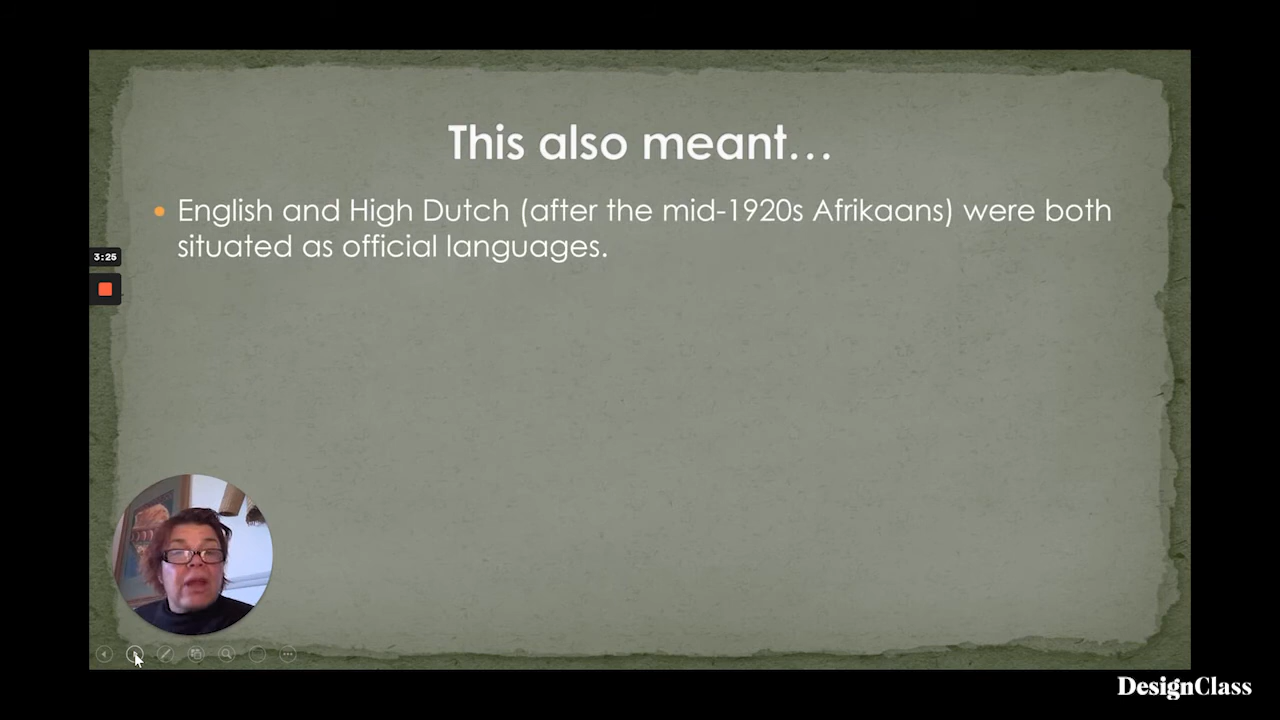 This also meant...
• English and High Dutch (after the mid-1920s Afrikaans) were both
situated as official languages.
3:25
DesignClass